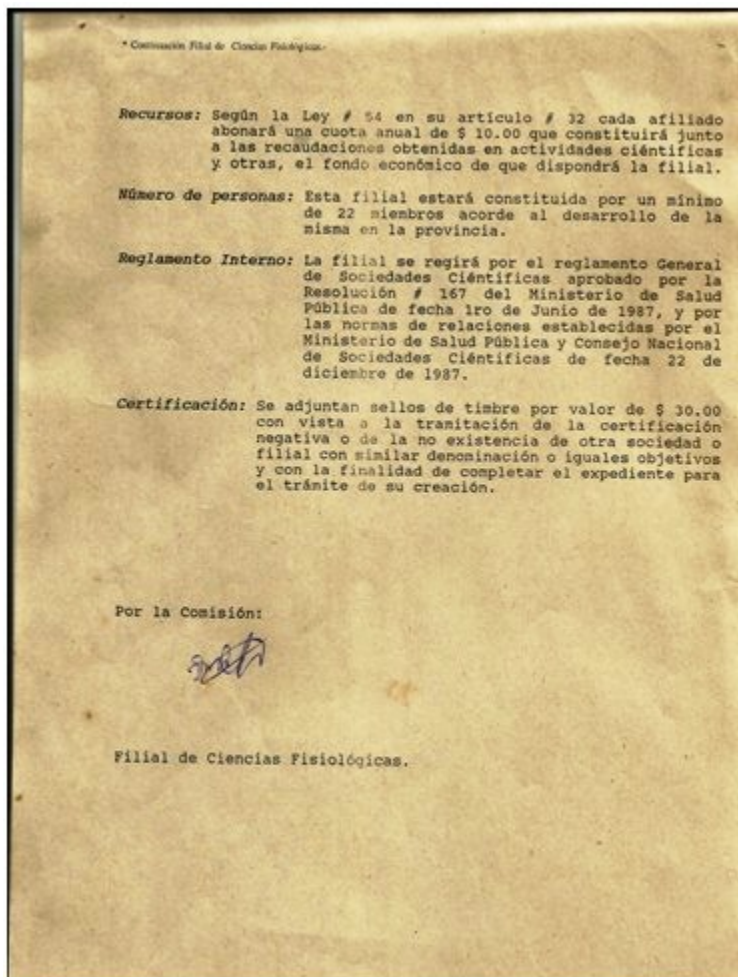 * Continuación Filial de Ciencias Fisiológicas.-
Recursos: Según la Ley # 54 en su artículo # 32 cada afiliado
abonará una cuota anual de $ 10.00 que constituirá junto
a las recaudaciones obtenidas en actividades ciéntificas
y otras, el fondo económico de que dispondrá la filial.
Número de personas: Esta filial estará constituida por un mínimo
de 22 miembros acorde al desarrollo de la
misma en la provincia.
Reglamento Interno: La filial se regirá por el reglamento General
de Sociedades Ciéntificas aprobado por la
Resolución # 167 del Ministerio de Salud
Pública de fecha 1ro de Junio de 1987, y por
las normas de relaciones establecidas por el
Ministerio de Salud Pública y Consejo Nacional
de Sociedades Ciéntificas de fecha 22 de
diciembre de 1987.
Certificación: Se adjuntan sellos de timbre por valor de $ 30.00
con vista a la tramitación de la certificación
negativa o de la no existencia de otra sociedad o
filial con similar denominación o iguales objetivos
y con la finalidad de completar el expediente para
el trámite de su creación.
Por la Comisión:
Filial de Ciencias Fisiológicas.